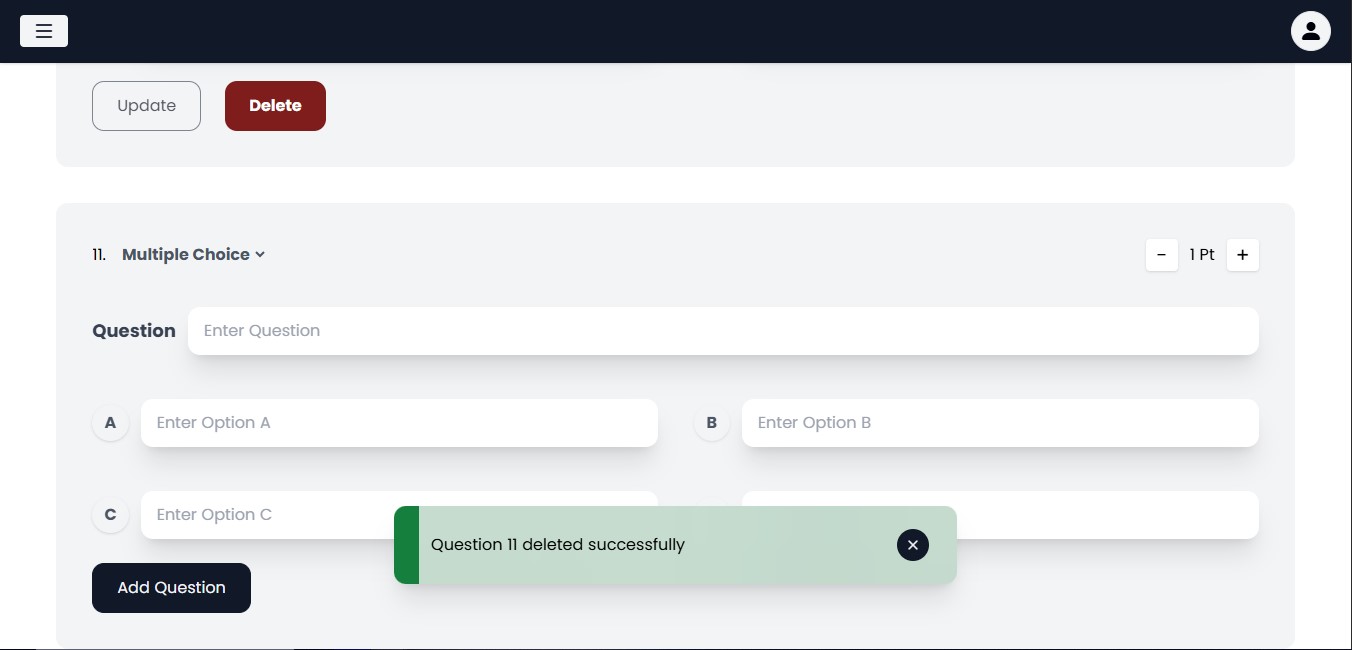 Update
Delete
11. Multiple Choice
1 Pt
Question
Enter Question
A
Enter Option A
B
Enter Option B
C
Enter Option C
Question 11 deleted successfully
Add Question